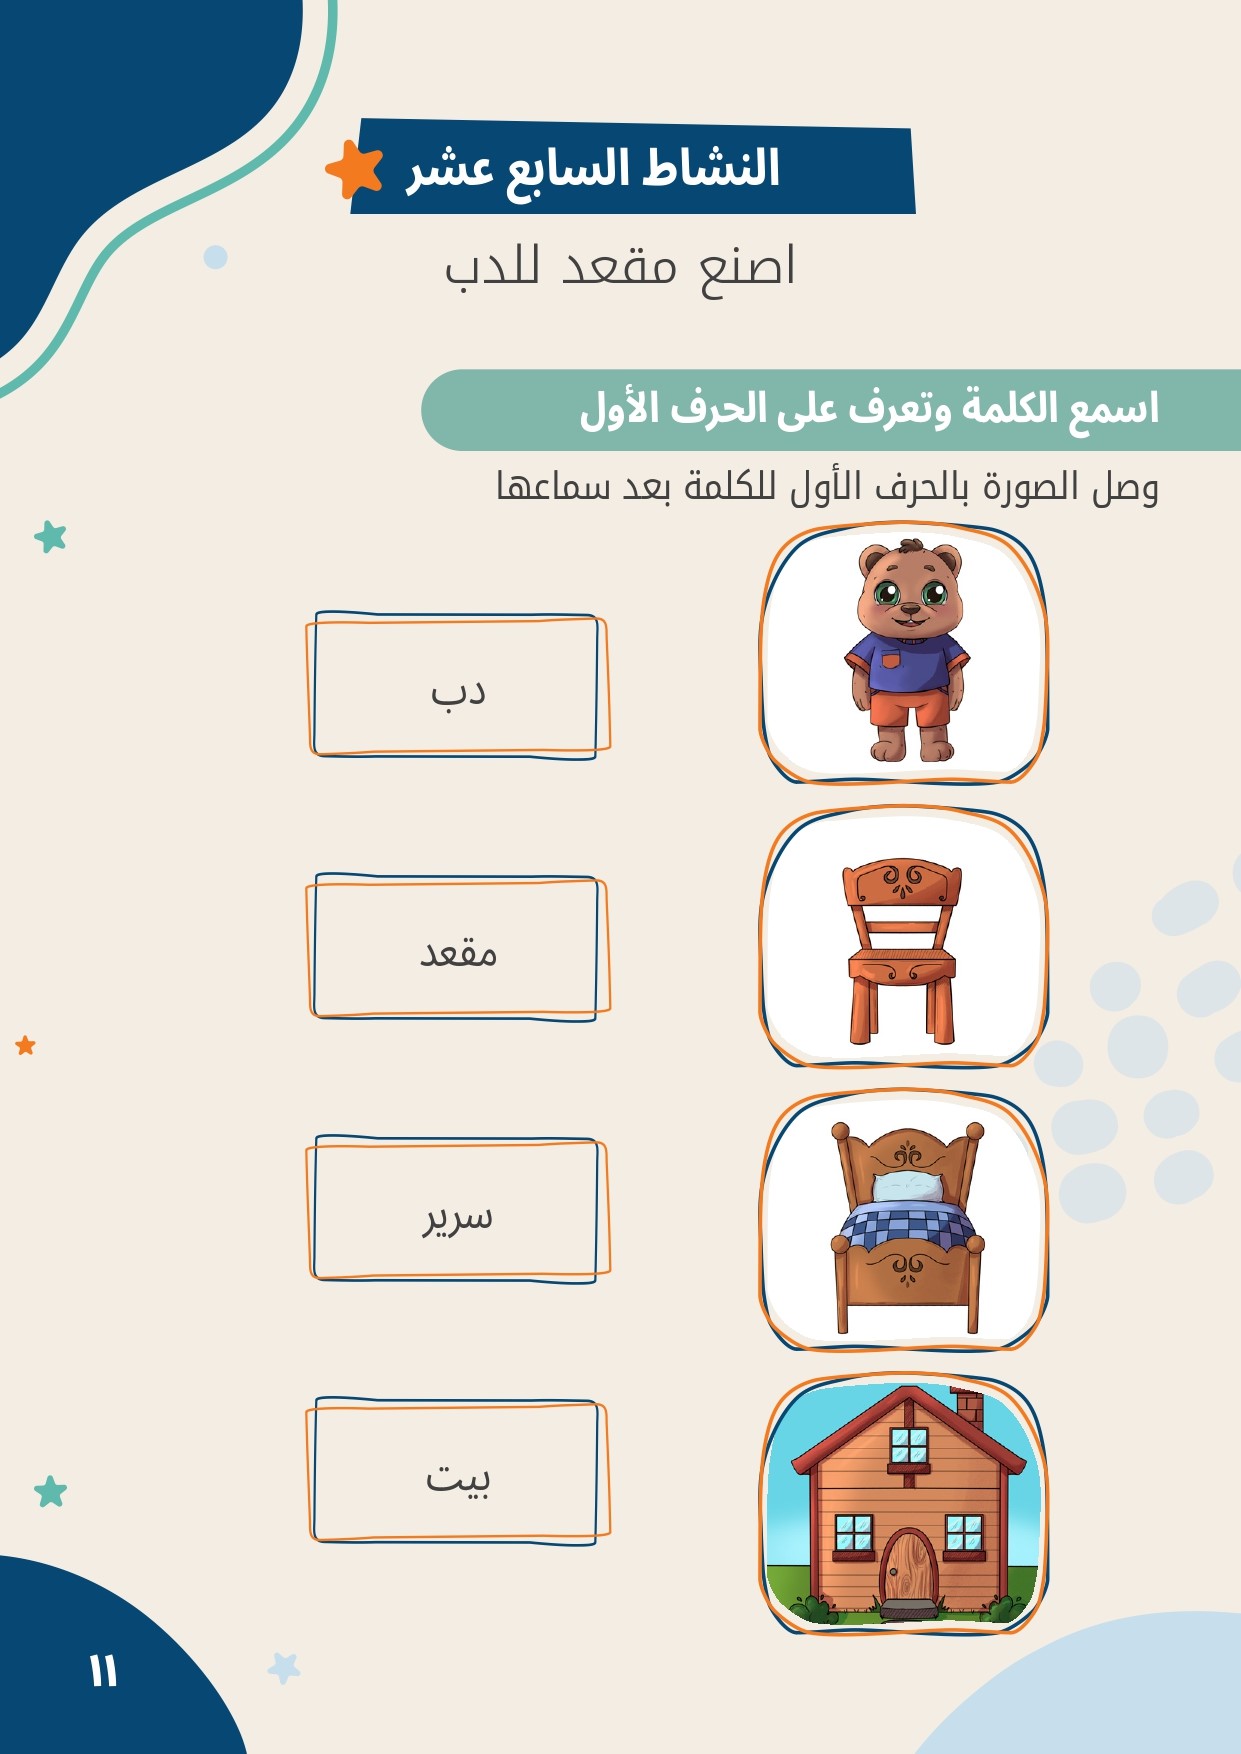 النشاط السابع عشر
اصنع مقعد للدب
اسمع الكلمة وتعرف على الحرف الأول
وصل الصورة بالحرف الأول للكلمة بعد سماعها
دب
مقعد
سرير
بيت
١١